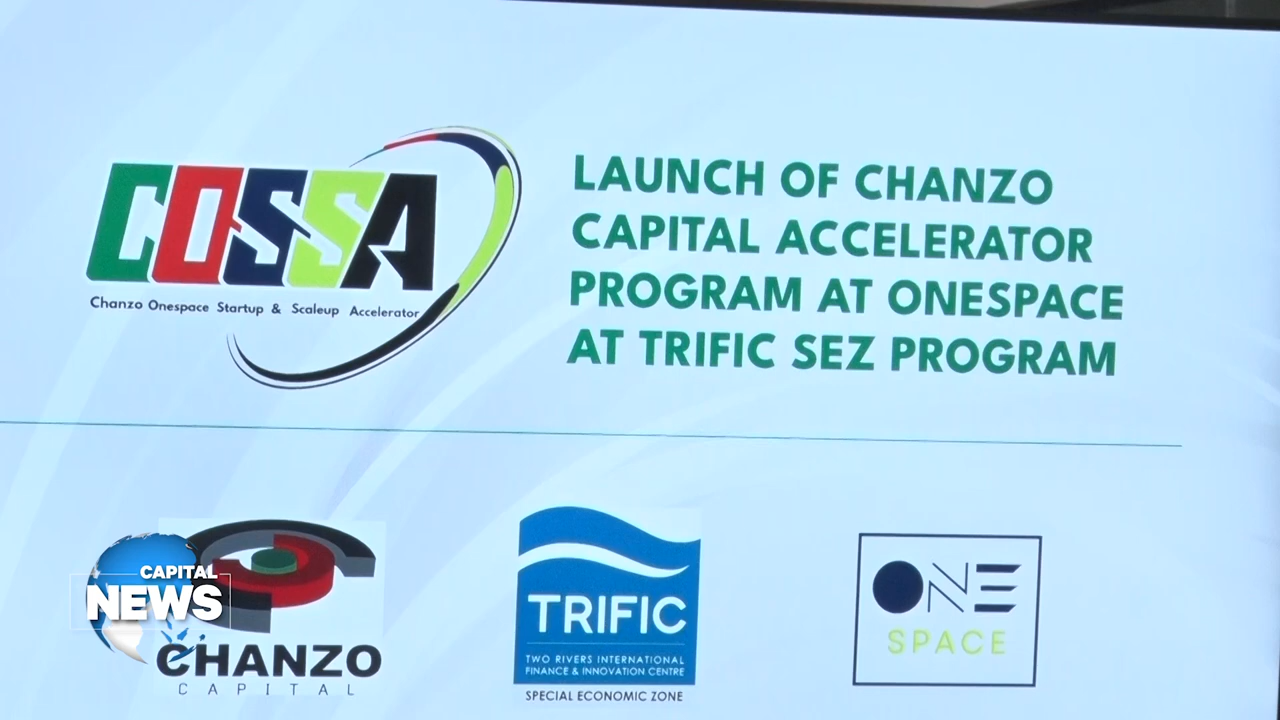 COSSA
Chanzo Onespace Startup & Scaleup Accelerator
LAUNCH OF CHANZO
CAPITAL ACCELERATOR
PROGRAM AT ONESPACE
AT TRIFIC SEZ PROGRAM
CAPITAL
NEWS
CHANZO
CAPITAL
TRIFIC
TWO RIVERS INTERNATIONAL
FINANCE & INNOVATION CENTRE
SPECIAL ECONOMIC ZONE
ONE
SPACE